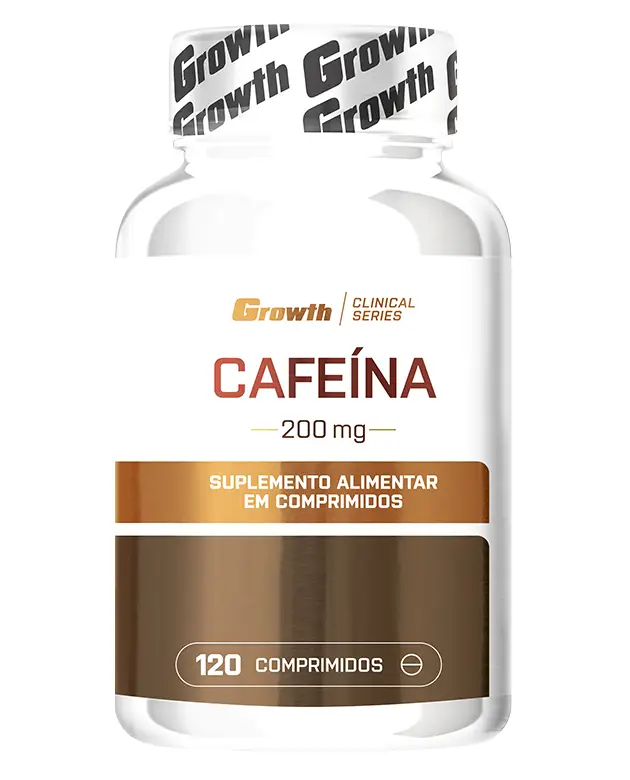 Growth
Growth
Growth
Growth
Growth CLINICAL
SERIES
CAFEÍNA
200 mg
SUPLEMENTO ALIMENTAR
EM COMPRIMIDOS
120 COMPRIMIDOS